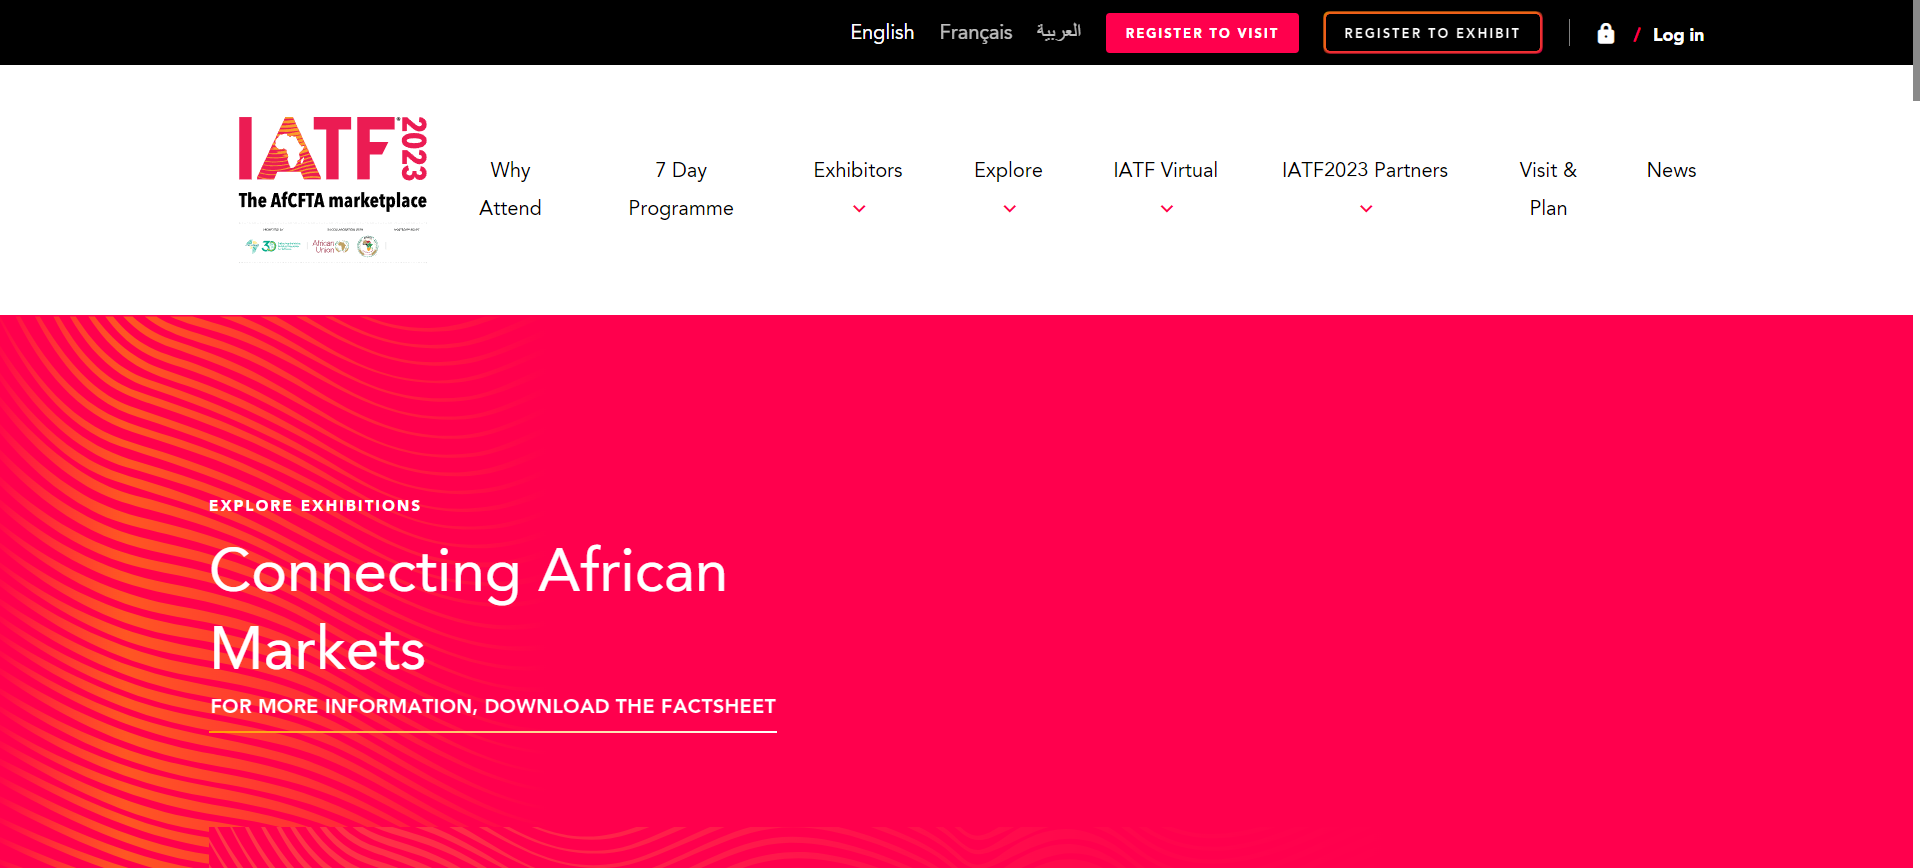 English Français العربية REGISTER TO VISIT REGISTER TO EXHIBIT / Log in
IATF 2023
The AfCFTA marketplace
African
Union
Why
Attend
7 Day
Programme
Exhibitors
Explore
IATF Virtual
IATF2023 Partners
Visit &
Plan
News
EXPLORE EXHIBITIONS
Connecting African
Markets
FOR MORE INFORMATION, DOWNLOAD THE FACTSHEET